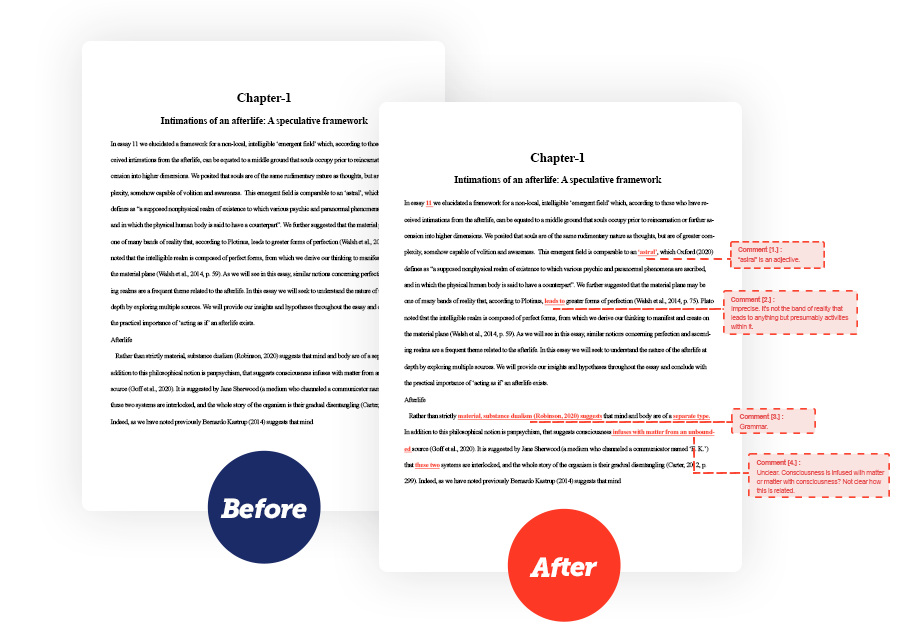 Chapter-1
Intimations of an afterlife: A speculative framework
In essay 11 we elucidated a framework for a non-local, intelligible ‘emergent field’ which, according to those
ceived intimations from the afterlife, can be equated to a middle ground that souls occupy prior to reincarnat
cension into higher dimensions. We posited that souls are of the same rudimentary nature as thoughts, but ar
plexity, somehow capable of volition and awareness. This emergent field is comparable to an ‘astral’, which
defines as “a supposed nonphysical realm of existence to which various psychic and paranormal phenomena
and in which the physical human body is said to have a counterpart”. We further suggested that the material
one of many bands of reality that, according to Plotinus, leads to greater forms of perfection (Walsh et al., 20
noted that the intelligible realm is composed of perfect forms, from which we derive our thinking to manifes
the material plane (Walsh et al., 2014, p. 59). As we will see in this essay, similar notions concerning perfecti
ing realms are a frequent theme related to the afterlife. In this essay we will seek to understand the nature of
depth by exploring multiple sources. We will provide our insights and hypotheses throughout the essay and
the practical importance of ‘acting as if’ an afterlife exists.
Afterlife
Rather than strictly material, substance dualism (Robinson, 2020) suggests that mind and body are of a sep
addition to this philosophical notion is panpsychism, that suggests consciousness infuses with matter from a
source (Goff et al., 2020). It is suggested by Jane Sherwood (a medium who channeled a communicator nam
these two systems are interlocked, and the whole story of the organism is their gradual disentangling (Carter,
Indeed, as we have noted previously Bernardo Kastrup (2014) suggests that mind
Before
Chapter-1
Intimations of an afterlife: A speculative framework
In essay 11 we elucidated a framework for a non-local, intelligible ‘emergent field’ which, according to those who have re-
ceived intimations from the afterlife, can be equated to a middle ground that souls occupy prior to reincarnation or further as-
cension into higher dimensions. We posited that souls are of the same rudimentary nature as thoughts, but are of greater com-
plexity, somehow capable of volition and awareness. This emergent field is comparable to an ‘astral’, which Oxford (2020)
defines as “a supposed nonphysical realm of existence to which various psychic and paranormal phenomena are ascribed,
and in which the physical human body is said to have a counterpart”. We further suggested that the material plane may be
one of many bands of reality that, according to Plotinus, leads to greater forms of perfection (Walsh et al., 2014, p. 75). Plato
noted that the intelligible realm is composed of perfect forms, from which we derive our thinking to manifest and create on
the material plane (Walsh et al., 2014, p. 59). As we will see in this essay, similar notions concerning perfection and ascend-
ing realms are a frequent theme related to the afterlife. In this essay we will seek to understand the nature of the afterlife at
depth by exploring multiple sources. We will provide our insights and hypotheses throughout the essay and conclude with
the practical importance of ‘acting as if’ an afterlife exists.
Afterlife
Rather than strictly material, substance dualism (Robinson, 2020) suggests that mind and body are of a separate type.
In addition to this philosophical notion is panpsychism, that suggests consciousness infuses with matter from an unbound-
ed source (Goff et al., 2020). It is suggested by Jane Sherwood (a medium who channeled a communicator named K.”)
that these two systems are interlocked, and the whole story of the organism is their gradual disentangling (Carter, 2012, p.
299). Indeed, as we have noted previously Bernardo Kastrup (2014) suggests that mind
After
Comment [1.] :
“astral” is an adjective.
Comment [2.] :
Imprecise. It's not the band of reality that
leads to anything but presumably activities
within it.
Comment [3.] :
Grammar.
Comment [4.] :
Unclear. Consciousness is infused with matter
or matter with consciousness? Not clear how
this is related.